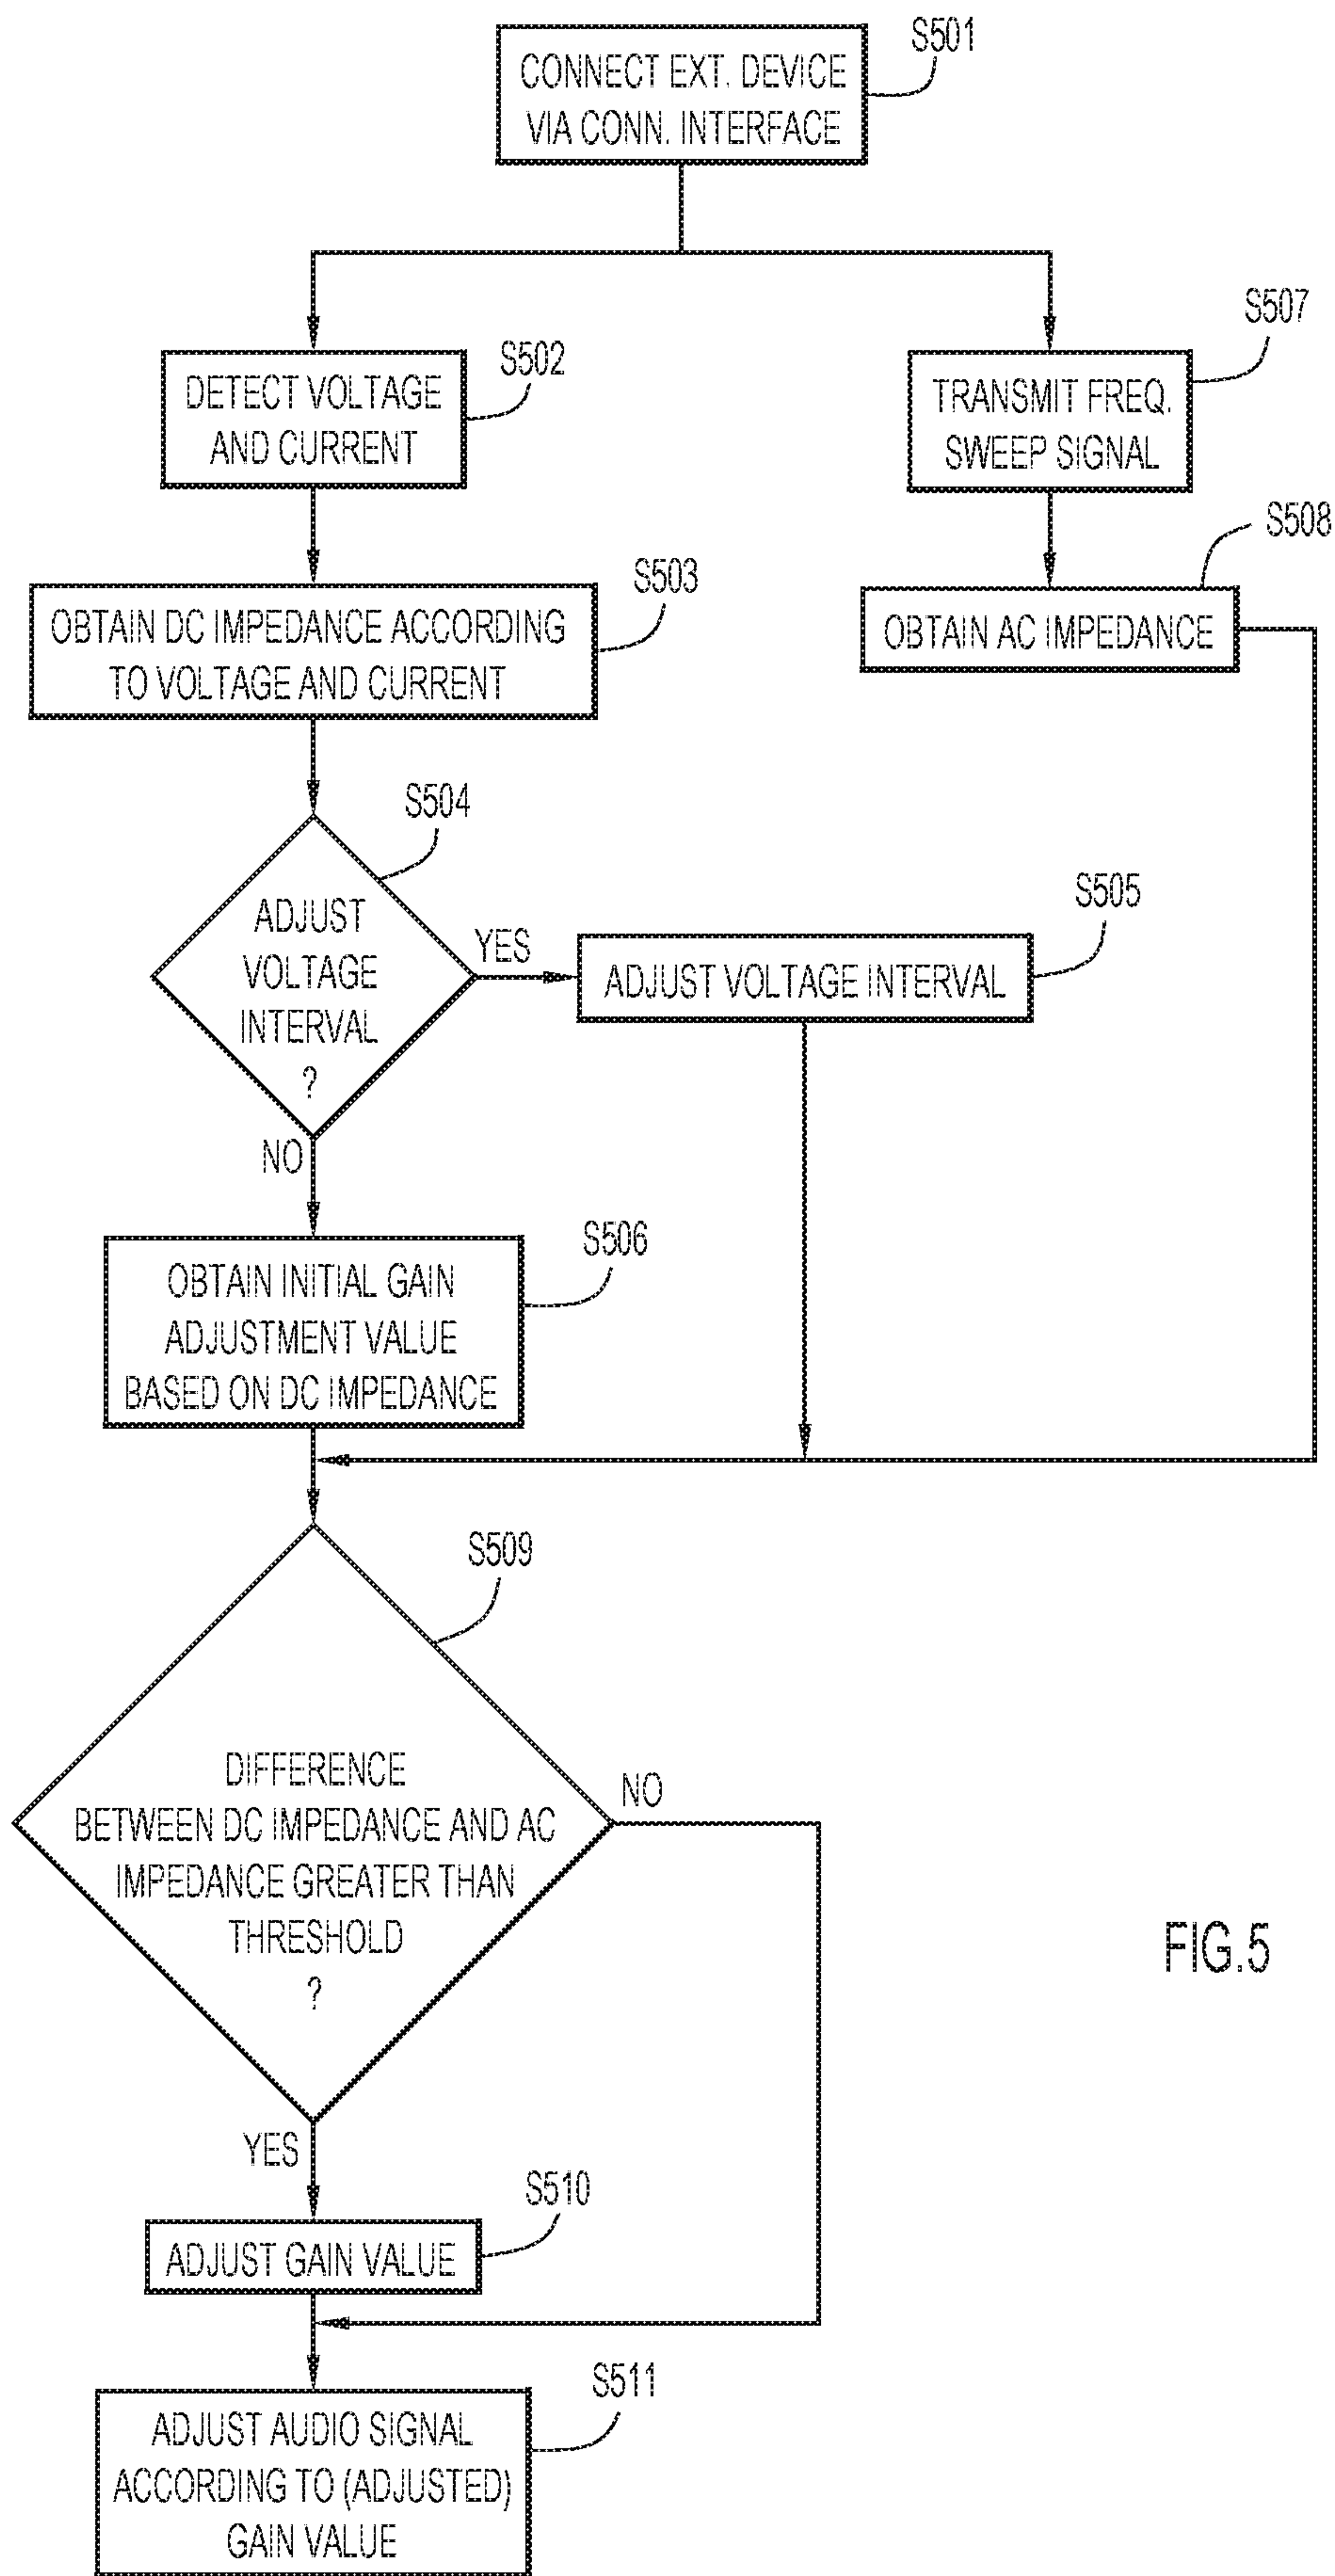 S501
CONNECT EXT. DEVICE
VIA CONN. INTERFACE
S502
DETECT VOLTAGE
AND CURRENT
S507
TRANSMIT FREQ.
SWEEP SIGNAL
S503
OBTAIN DC IMPEDANCE ACCORDING
TO VOLTAGE AND CURRENT
S508
OBTAIN AC IMPEDANCE
S504
ADJUST
VOLTAGE
INTERVAL
?
YES
S505
ADJUST VOLTAGE INTERVAL
NO
S506
OBTAIN INITIAL GAIN
ADJUSTMENT VALUE
BASED ON DC IMPEDANCE
S509
DIFFERENCE
BETWEEN DC IMPEDANCE AND AC
IMPEDANCE GREATER THAN
THRESHOLD
?
NO
YES
S510
ADJUST GAIN VALUE
S511
ADJUST AUDIO SIGNAL
ACCORDING TO (ADJUSTED)
GAIN VALUE
FIG.5